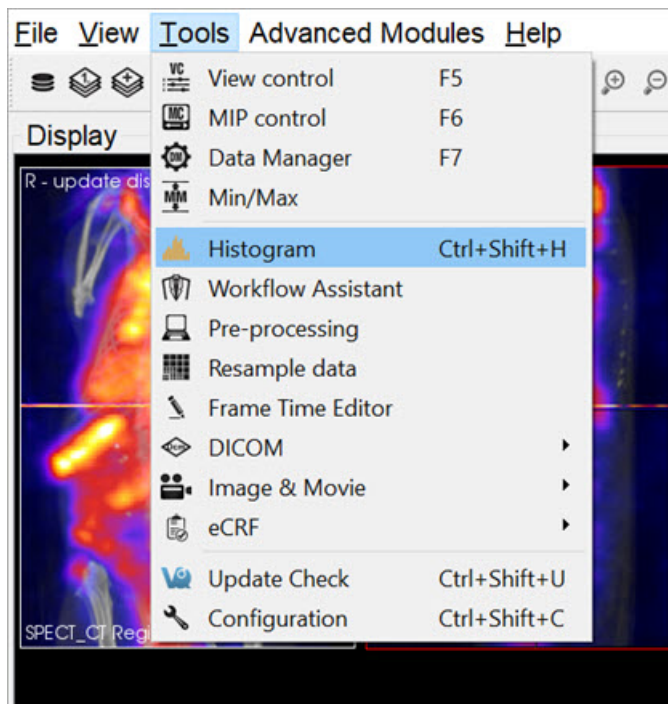 File View Tools Advanced Modules Help
View control F5
MIP control F6
Display
Data Manager F7
R - update dis
Min/Max
Histogram Ctrl+Shift+H
Workflow Assistant
Pre-processing
Resample data
Frame Time Editor
DICOM
Image & Movie
eCRF
Update Check Ctrl+Shift+U
Configuration Ctrl+Shift+C
SPECT_CT Regi